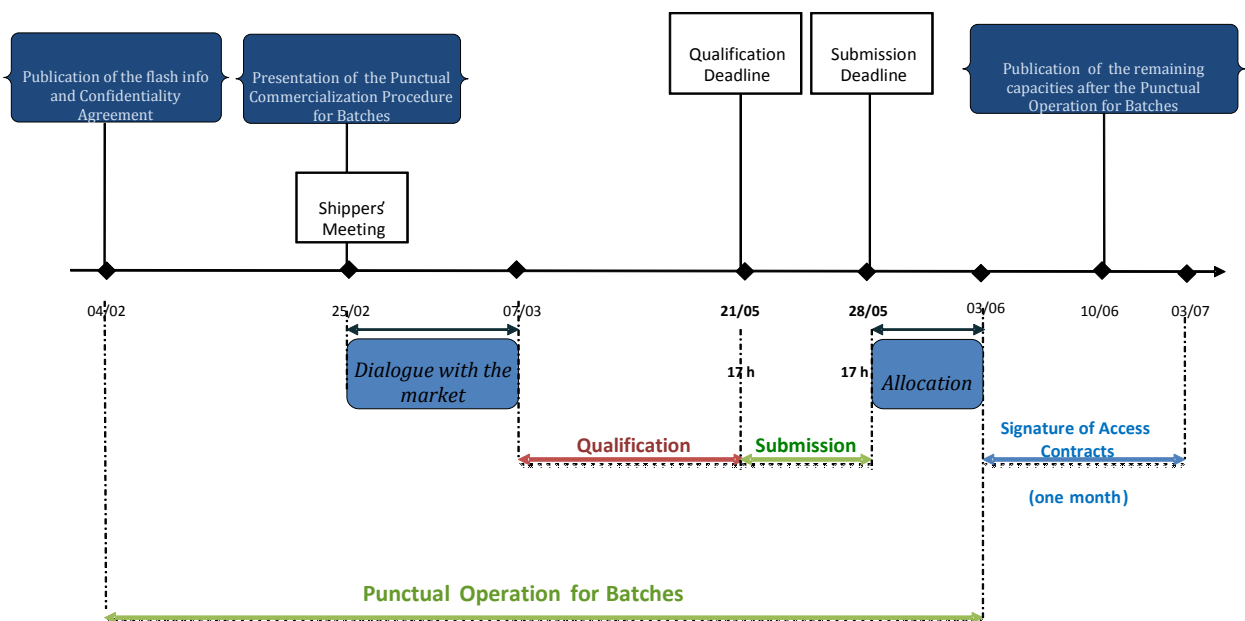 Publication of the flash info
and Confidentiality
Agreement
Presentation of the Punctual
Commercialization Procedure
for Batches
Qualification
Deadline
Submission
Deadline
Publication of the remaining
capacities after the Punctual
Operation for Batches
Shippers'
Meeting
04/02
25/02
07/03
21/05
28/05
03/06
10/06
03/07
Dialogue with the
market
17 h
17 h
Allocation
Qualification
Submission
Signature of Access
Contracts
(one month)
Punctual Operation for Batches